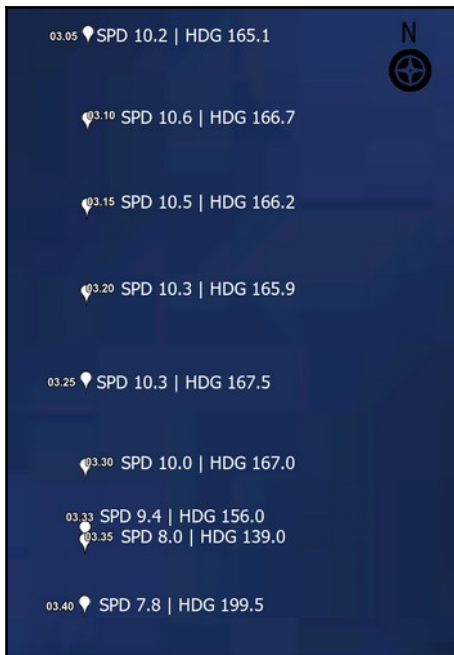 N
03.05 SPD 10.2 | HDG 165.1
03.10 SPD 10.6 | HDG 166.7
03.15 SPD 10.5 | HDG 166.2
03.20 SPD 10.3 | HDG 165.9
03.25 SPD 10.3 | HDG 167.5
03.30 SPD 10.0 | HDG 167.0
03.33 SPD 9.4 | HDG 156.0
03.35 SPD 8.0 | HDG 139.0
03.40 SPD 7.8 | HDG 199.5